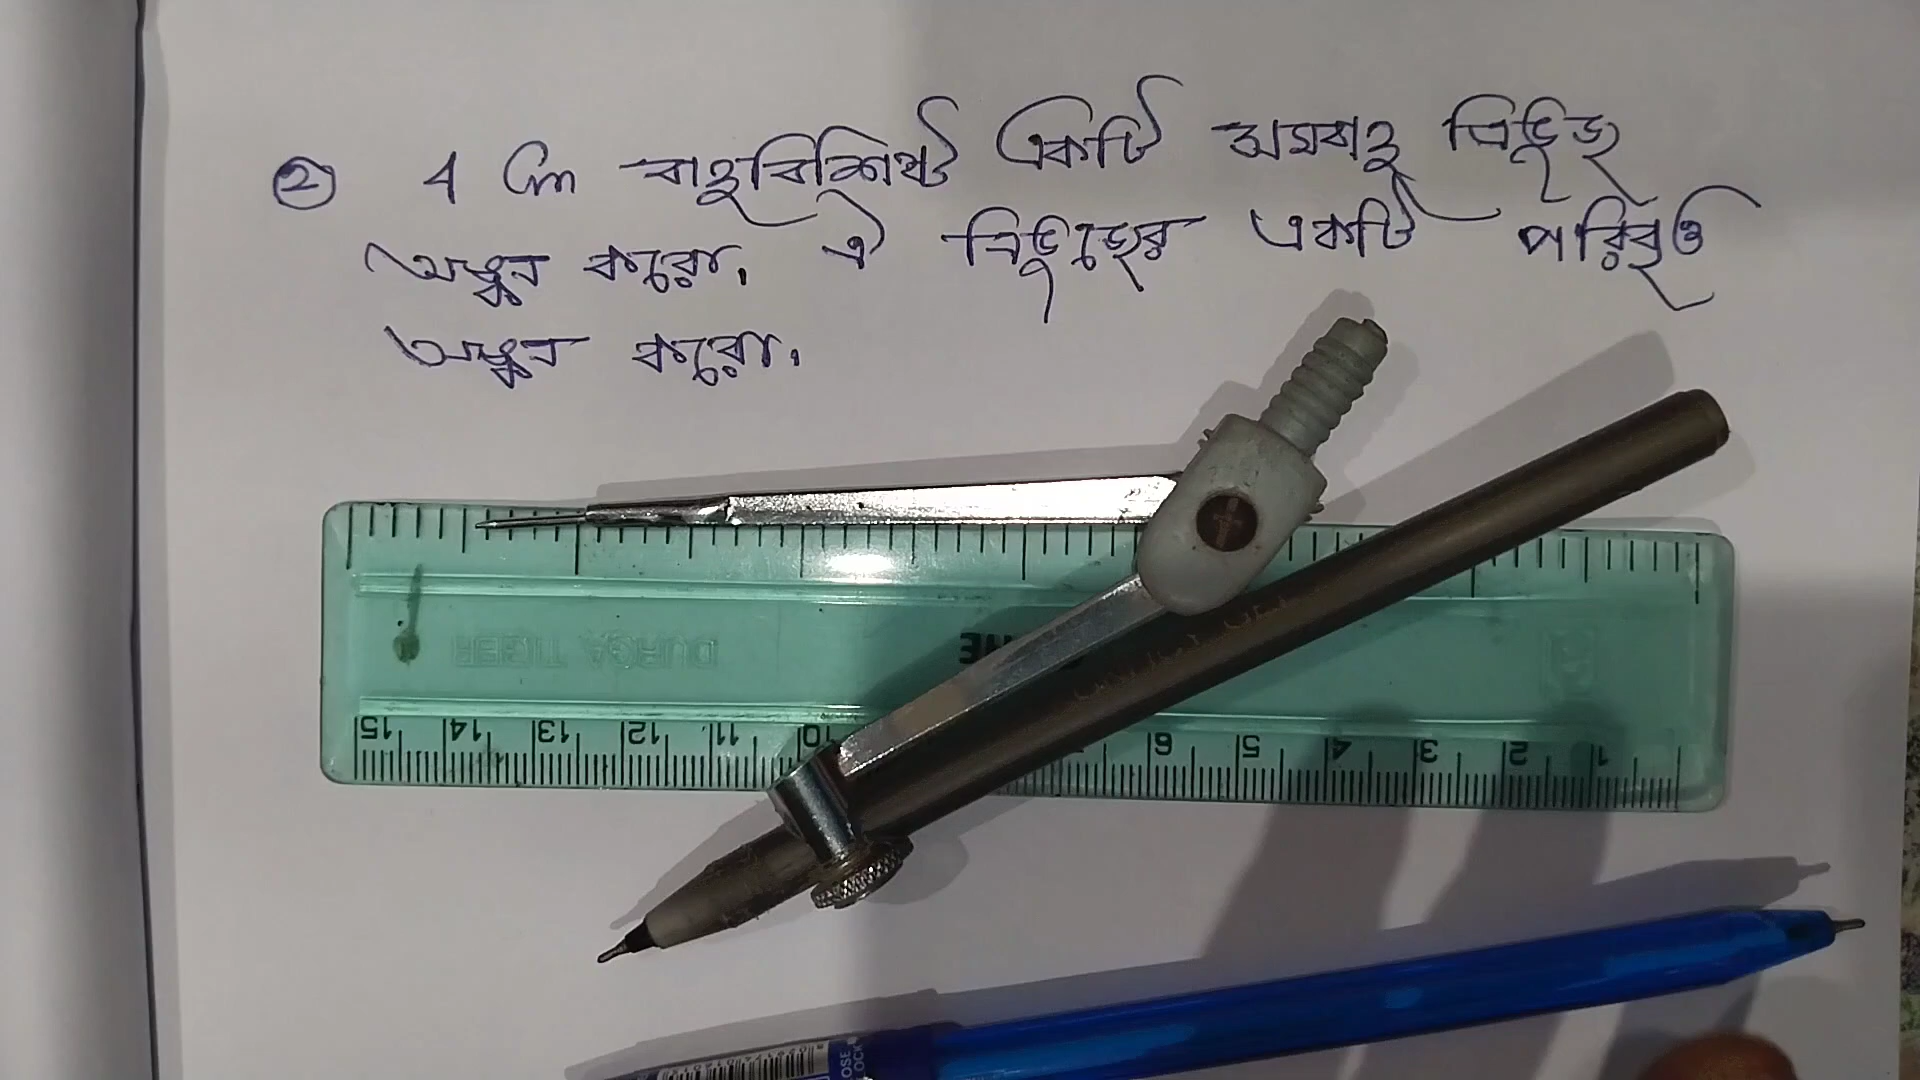 ② 4 cm বাহুবিশিষ্ট একটি সমবাহু ত্রিভুজ
অঙ্কন করো। ঐ ত্রিভুজের একটি পরিবৃত্ত
অঙ্কন করো।
DURGA TIGER
15 14 13 12 11 10 6 5 4 3 2 1